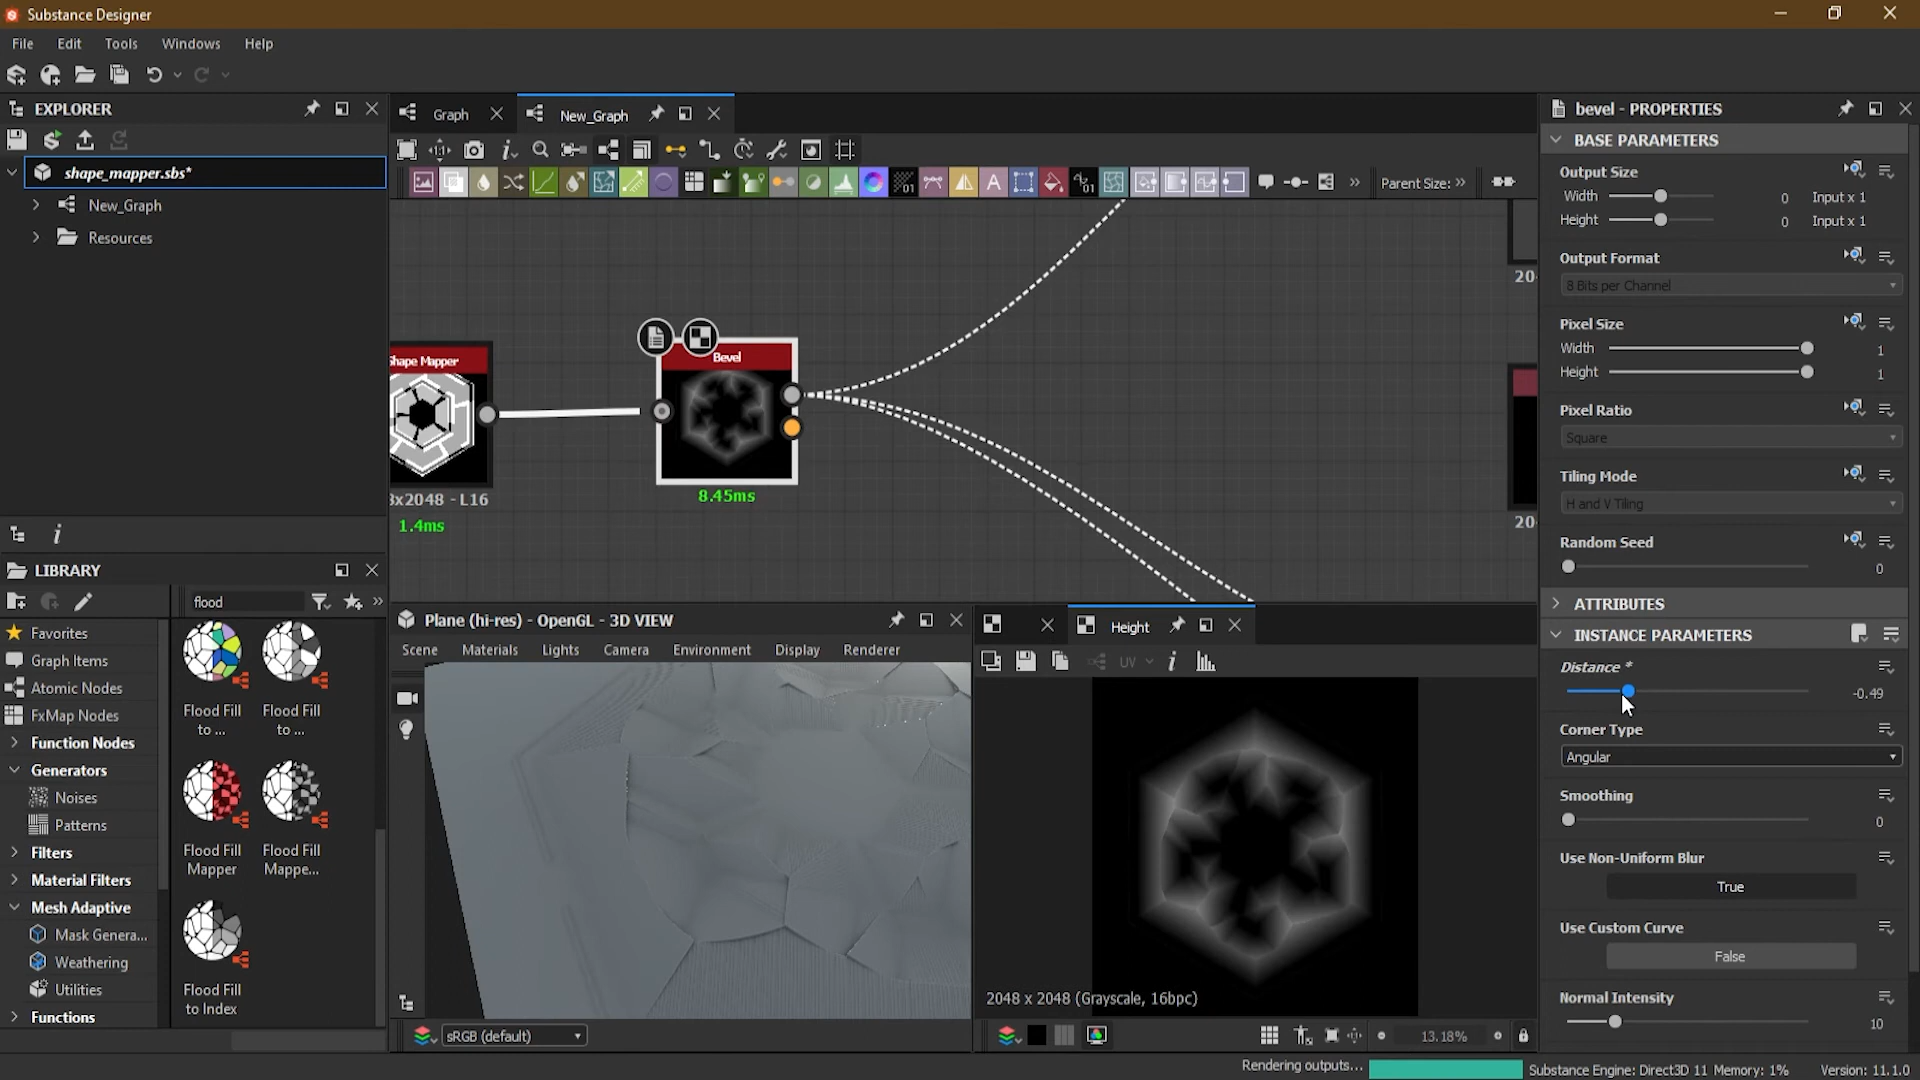 Substance Designer
File Edit Tools Windows Help
EXPLORER
shape_mapper.sbs*
New_Graph
Resources
LIBRARY
flood
Favorites
Graph Items
Atomic Nodes
FxMap Nodes
Function Nodes
Generators
Noises
Patterns
Filters
Material Filters
Mesh Adaptive
Mask Genera...
Weathering
Utilities
Functions
Flood Fill to ...
Flood Fill to ...
Flood Fill Mapper
Flood Fill Mappe...
Flood Fill to Index
Graph
New_Graph
Parent Size:
Shape Mapper
8x2048 - L16
1.4ms
Bevel
8.45ms
20
20
Plane (hi-res) - OpenGL - 3D VIEW
Scene Materials Lights Camera Environment Display Renderer
sRGB (default)
Height
UV
2048 x 2048 (Grayscale, 16bpc)
13.18%
bevel - PROPERTIES
BASE PARAMETERS
Output Size
Width 0 Input x 1
Height 0 Input x 1
Output Format
8 Bits per Channel
Pixel Size
Width 1
Height 1
Pixel Ratio
Square
Tiling Mode
H and V Tiling
Random Seed
0
ATTRIBUTES
INSTANCE PARAMETERS
Distance *
-0.49
Corner Type
Angular
Smoothing
0
Use Non-Uniform Blur
True
Use Custom Curve
False
Normal Intensity
10
Rendering outputs...
Substance Engine: Direct3D 11 Memory: 1% Version: 11.1.0